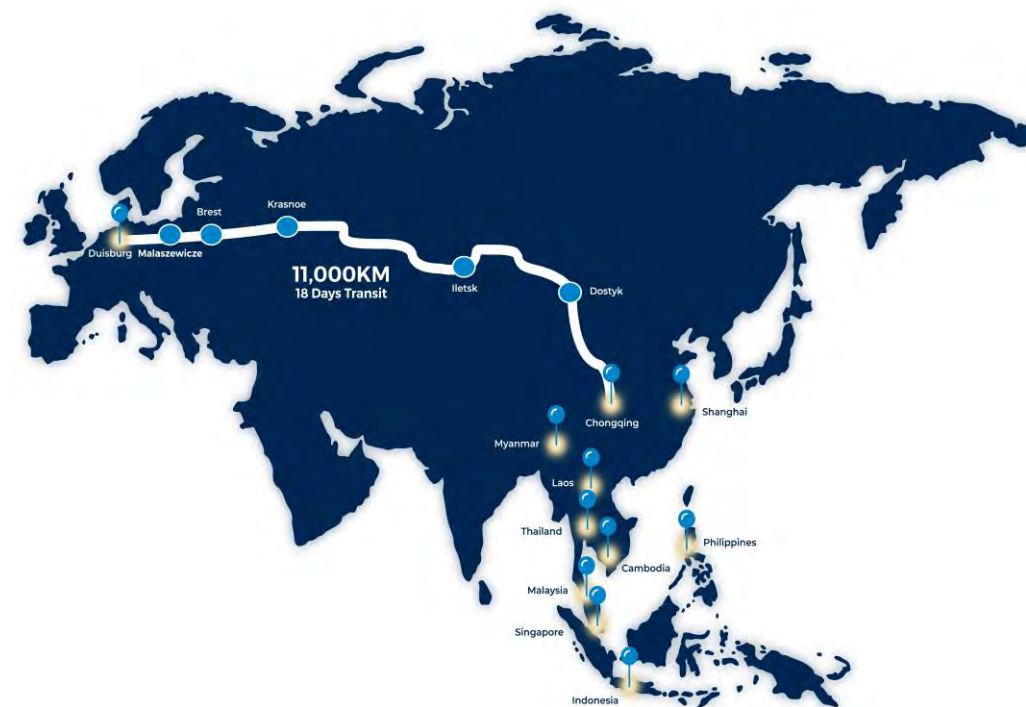 Krasnoe
Brest
Duisburg
Malaszewicze
11,000KM
18 Days Transit
Iletsk
Dostyk
Chongqing
Shanghai
Myanmar
Laos
Thailand
Philippines
Cambodia
Malaysia
Singapore
Indonesia